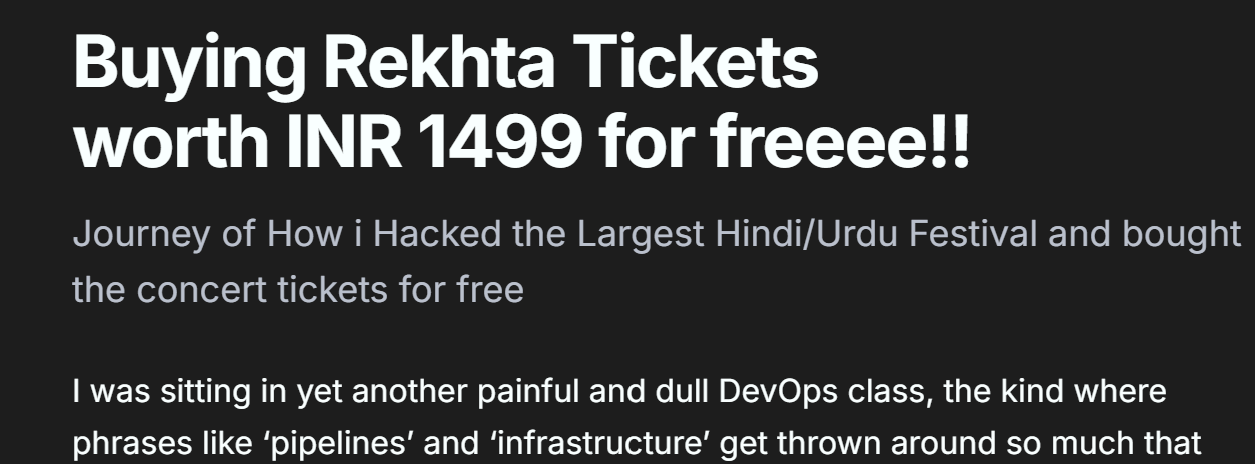 Buying Rekhta Tickets
worth INR 1499 for freeee!!
Journey of How i Hacked the Largest Hindi/Urdu Festival and bought
the concert tickets for free
I was sitting in yet another painful and dull DevOps class, the kind where
phrases like ‘pipelines’ and ‘infrastructure’ get thrown around so much that